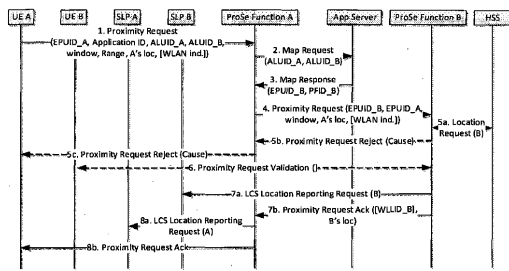 UE A
UE B
SLP A
SLP B
ProSe Function A
App Server
ProSe Function B
HSS
1. Proximity Request
(EPUID_A, Application ID, ALUID_A, ALUID_B,
window, Range, A's loc, [WLAN ind.])
2. Map Request
(ALUID_A, ALUID_B)
3. Map Response
(EPUID_B, PFID_B)
4. Proximity Request (EPUID_B, EPUID_A,
window, A's loc, [WLAN ind.])
5a. Location
Request (B)
5b. Proximity Request Reject (Cause)
5c. Proximity Request Reject (Cause)
6. Proximity Request Validation ()
7a. LCS Location Reporting Request (B)
7b. Proximity Request Ack ([WLLID_B],
B's loc)
8a. LCS Location Reporting
Request (A)
8b. Proximity Request Ack